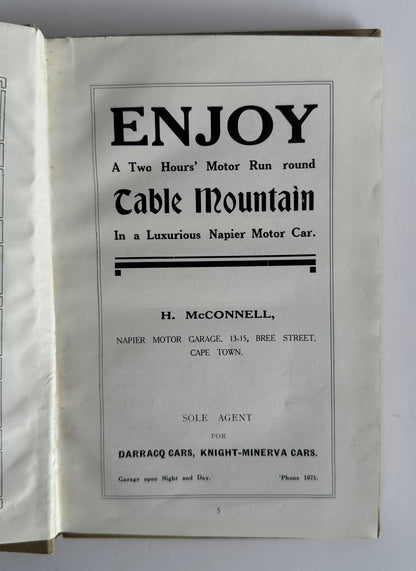 ENJOY
A Two Hours' Motor Run round
Table Mountain
In a Luxurious Napier Motor Car.
H. McCONNELL,
NAPIER MOTOR GARAGE, 13-15, BREE STREET,
CAPE TOWN.
SOLE AGENT
FOR
DARRACQ CARS, KNIGHT-MINERVA CARS.
Garage open Night and Day. 'Phone 1071.
5